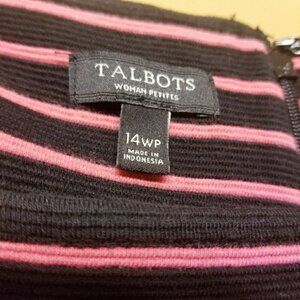 TALBOTS
WOMAN PETITES
14WP
MADE IN
INDONESIA